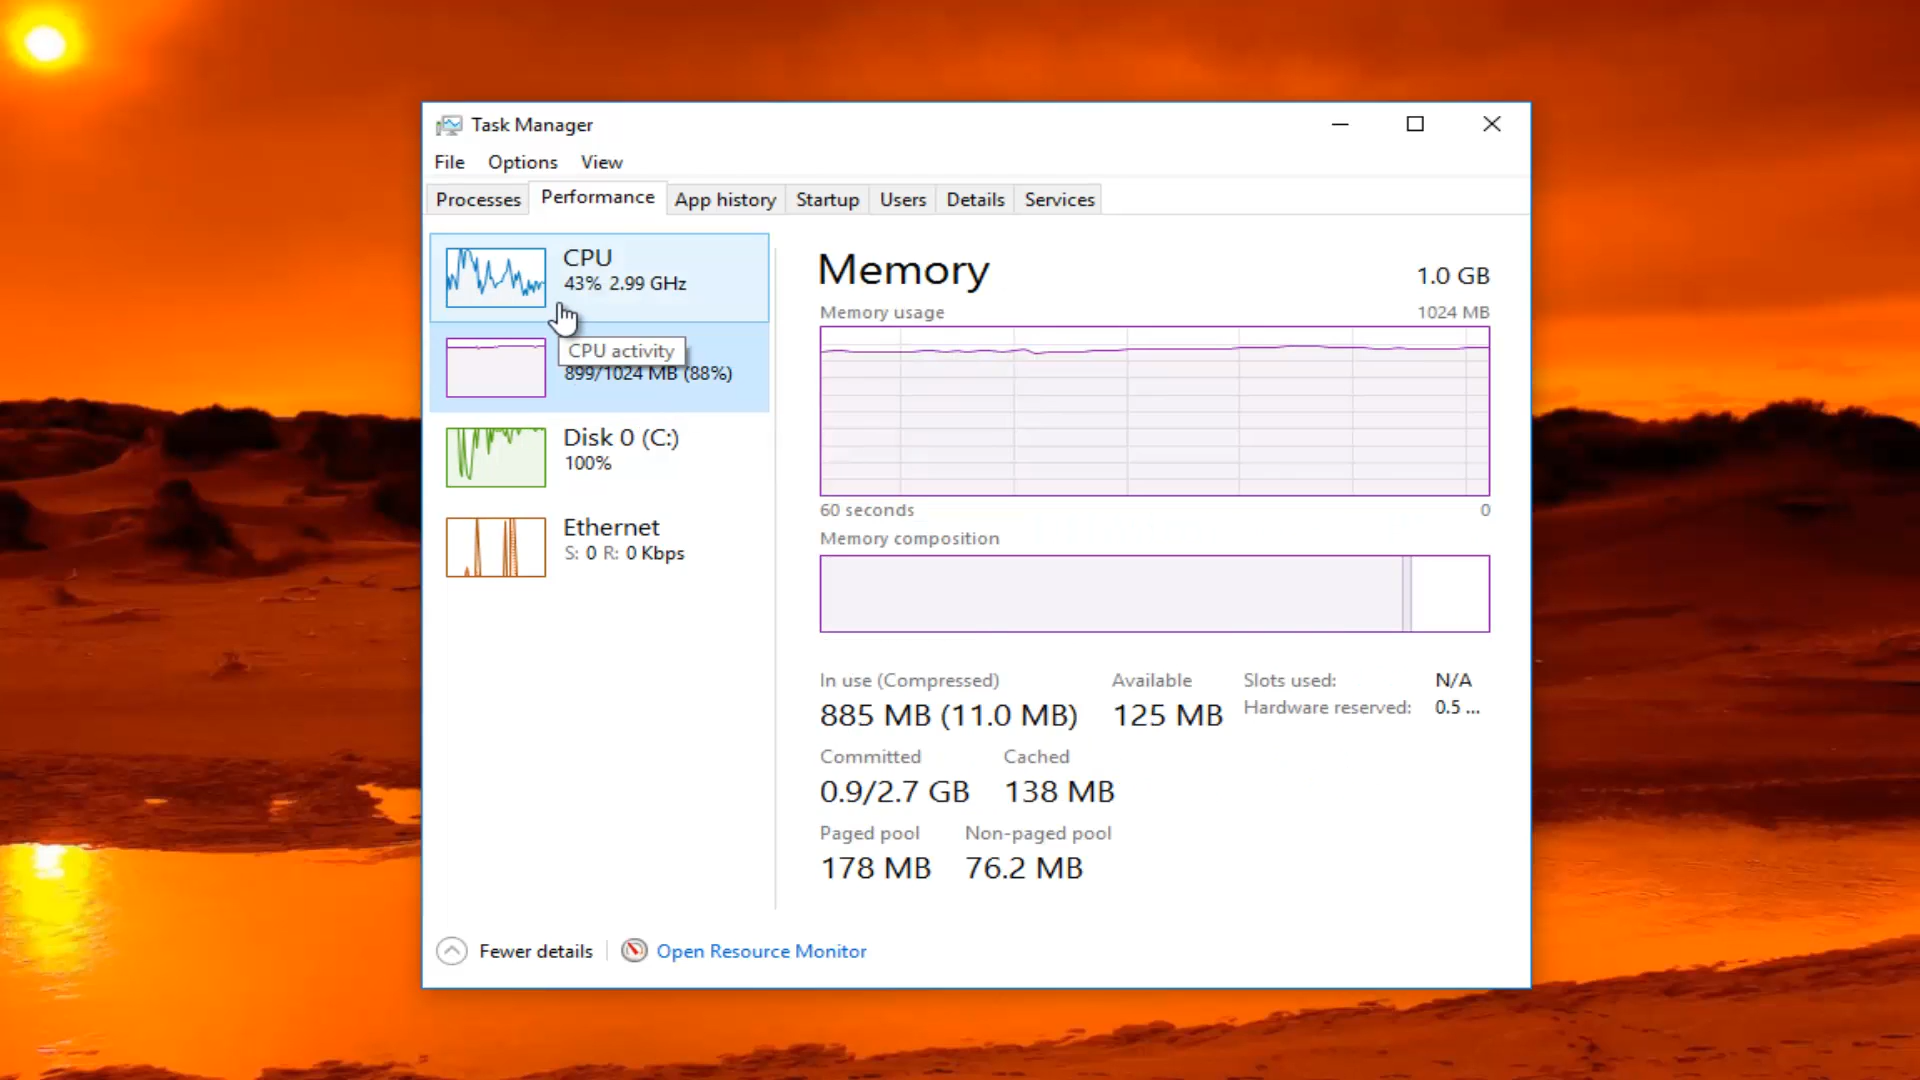 Task Manager
File Options View
Processes Performance App history Startup Users Details Services
CPU
43% 2.99 GHz
CPU activity
899/1024 MB (88%)
Disk 0 (C:)
100%
Ethernet
S: 0 R: 0 Kbps
Memory 1.0 GB
Memory usage 1024 MB
60 seconds 0
Memory composition
In use (Compressed) Available Slots used: N/A
885 MB (11.0 MB) 125 MB Hardware reserved: 0.5 ...
Committed Cached
0.9/2.7 GB 138 MB
Paged pool Non-paged pool
178 MB 76.2 MB
Fewer details Open Resource Monitor